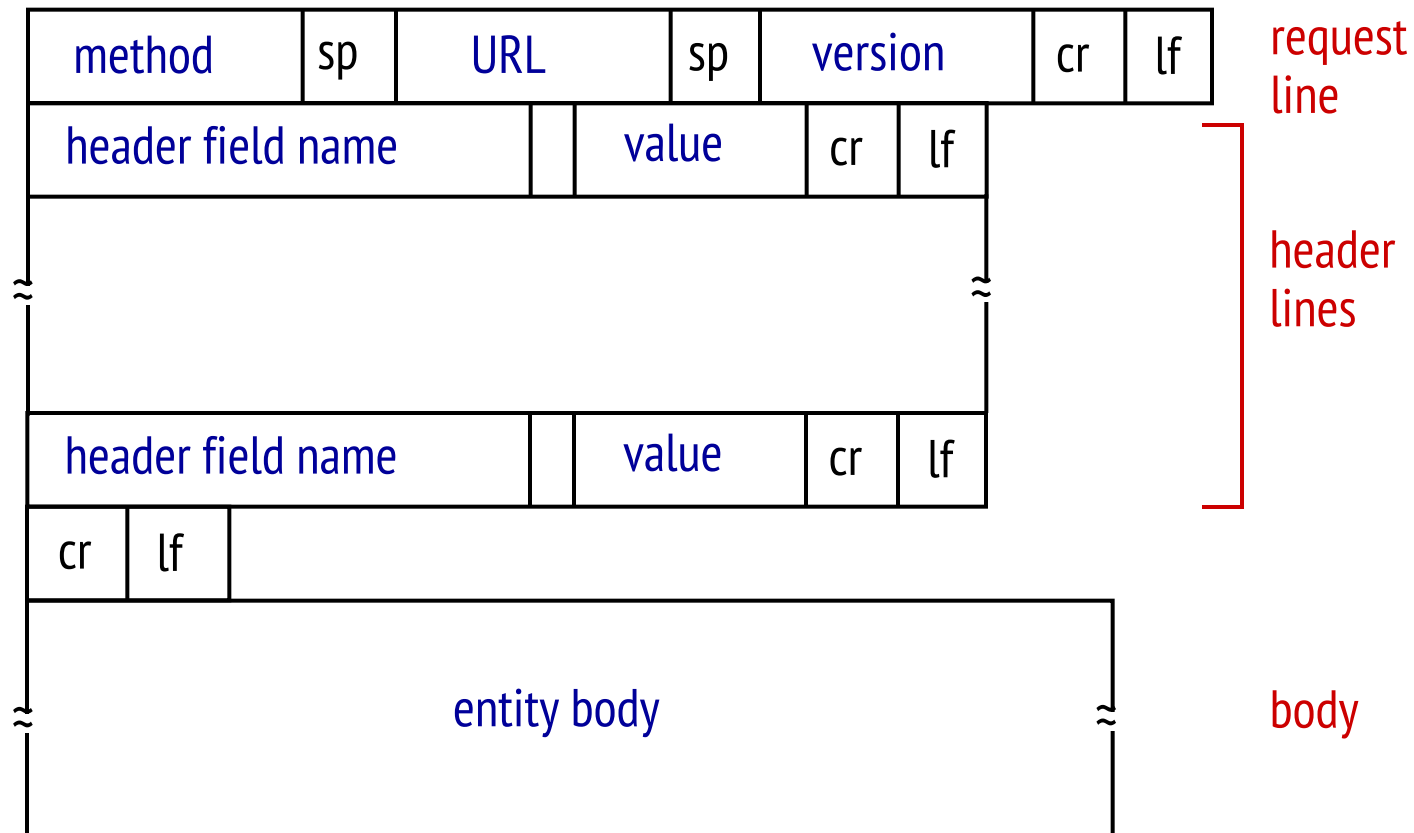 method sp URL sp version cr lf
request
line
header field name value cr lf
header
lines
header field name value cr lf
cr lf
entity body
body